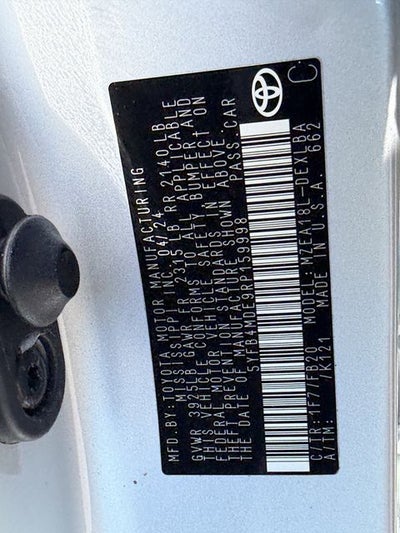 MFD.BY:TOYOTA MOTOR MANUFACTURING
MISSISSIPPI, INC. 04/24
GVWR 3925LB GAWR FR 2315LB RR 2140LB
THIS VEHICLE CONFORMS TO ALL APPLICABLE
FEDERAL MOTOR VEHICLE SAFETY, BUMPER, AND
THEFT PREVENTION STANDARDS IN EFFECT ON
THE DATE OF MANUFACTURE SHOWN ABOVE.
5YFB4MDE9RP159998 PASS.CAR
C/TR:1F7/FB20 MODEL:MZEA18L-DEXLBA
A/TM: /K121 MADE IN U.S.A. 662
C